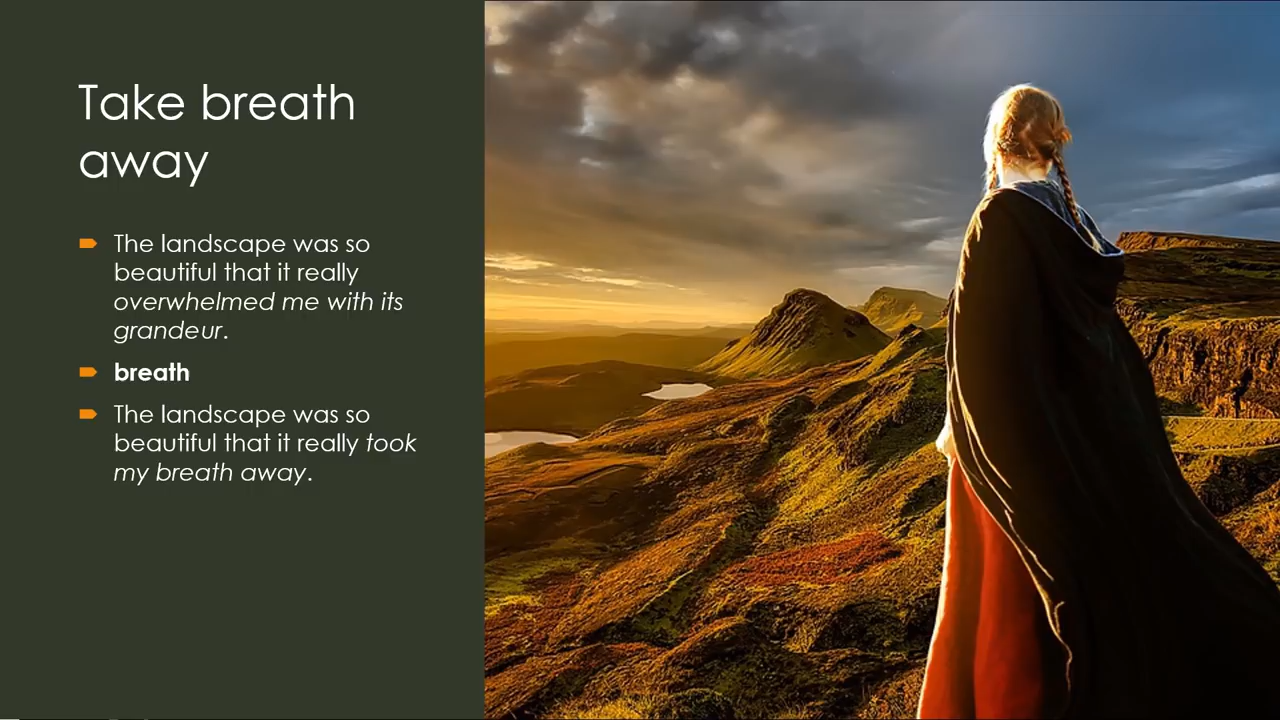 Take breath
away
The landscape was so
beautiful that it really
overwhelmed me with its
grandeur.
breath
The landscape was so
beautiful that it really took
my breath away.